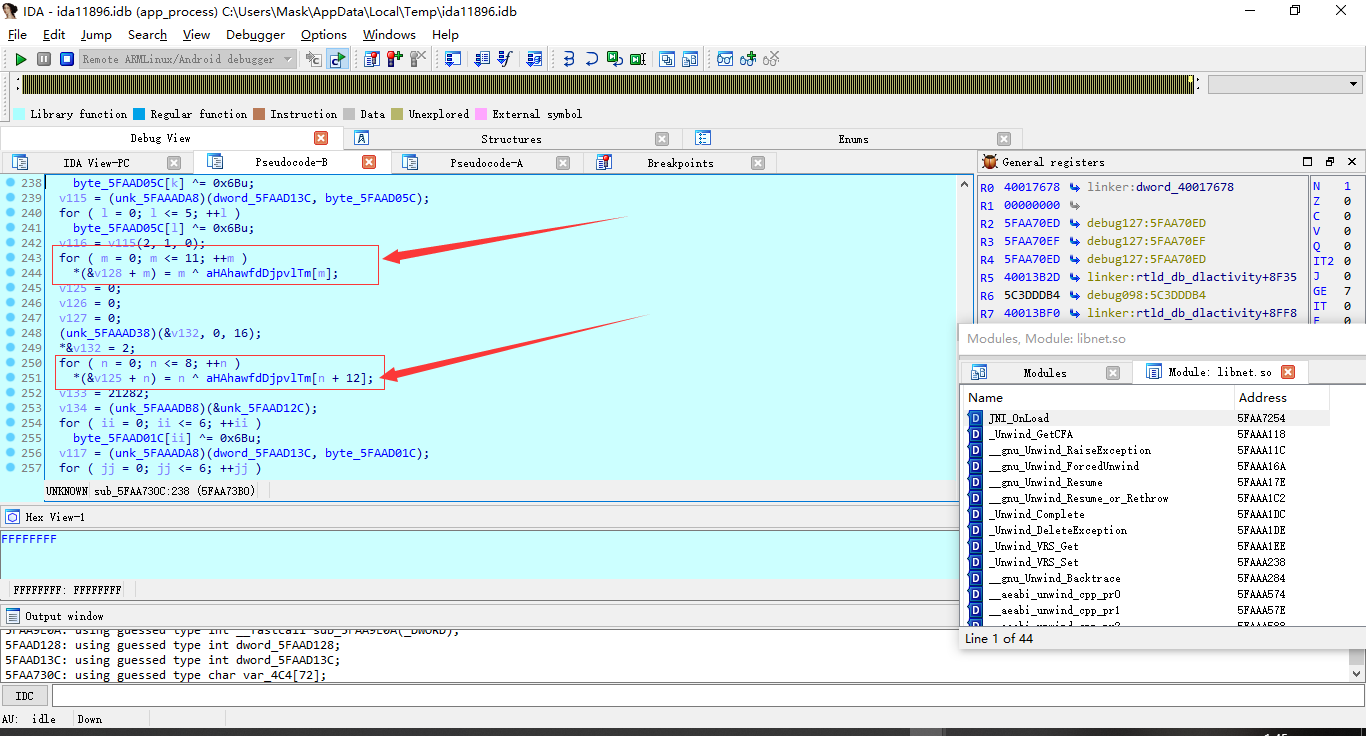 IDA - ida11896.idb (app_process) C:\Users\Mask\AppData\Local\Temp\ida11896.idb
File Edit Jump Search View Debugger Options Windows Help
Remote ARMLinux/Android debugger
Library function Regular function Instruction Data Unexplored External symbol
Debug View Structures Enums
IDA View-PC Pseudocode-B Pseudocode-A Breakpoints
238 byte_5FAAD05C[k] ^= 0x6Bu;
239 v115 = (unk_5FAAADA8)(dword_5FAAD13C, byte_5FAAD05C);
240 for ( l = 0; l <= 5; ++l )
241 byte_5FAAD05C[l] ^= 0x6Bu;
242 v116 = v115(2, 1, 0);
243 for ( m = 0; m <= 11; ++m )
244 *(&v128 + m) = m ^ aHAhawfdDjpvlTm[m];
245 v125 = 0;
246 v126 = 0;
247 v127 = 0;
248 (unk_5FAAAD38)(&v132, 0, 16);
249 *&v132 = 2;
250 for ( n = 0; n <= 8; ++n )
251 *(&v125 + n) = n ^ aHAhawfdDjpvlTm[n + 12];
252 v133 = 21282;
253 v134 = (unk_5FAAADB8)(&unk_5FAAD12C);
254 for ( ii = 0; ii <= 6; ++ii )
255 byte_5FAAD01C[ii] ^= 0x6Bu;
256 v117 = (unk_5FAAADA8)(dword_5FAAD13C, byte_5FAAD01C);
257 for ( jj = 0; jj <= 6; ++jj )
UNKNOWN sub_5FAA730C:238 (5FAA73B0)
General registers
R0 40017678 linker:dword_40017678
R1 00000000
R2 5FAA70ED debug127:5FAA70ED
R3 5FAA70EF debug127:5FAA70EF
R4 5FAA70ED debug127:5FAA70ED
R5 40013B2D linker:rtld_db_dlactivity+8F35
R6 5C3DDDB4 debug098:5C3DDDB4
R7 40013BF0 linker:rtld_db_dlactivity+8FF8
N 1
Z 0
C 0
V 0
Q 0
IT2 0
J 0
GE 7
IT 0
Modules, Module: libnet.so
Modules Module: libnet.so
Name Address
JNI_OnLoad 5FAA7254
_Unwind_GetCFA 5FAAA118
__gnu_Unwind_RaiseException 5FAAA11C
__gnu_Unwind_ForcedUnwind 5FAAA16A
__gnu_Unwind_Resume 5FAAA17E
__gnu_Unwind_Resume_or_Rethrow 5FAAA1C2
_Unwind_Complete 5FAAA1DC
_Unwind_DeleteException 5FAAA1DE
_Unwind_VRS_Get 5FAAA1EE
_Unwind_VRS_Set 5FAAA238
__gnu_Unwind_Backtrace 5FAAA284
__aeabi_unwind_cpp_pr0 5FAAA574
__aeabi_unwind_cpp_pr1 5FAAA57E
Line 1 of 44
Hex View-1
FFFFFFFF
FFFFFFFF: FFFFFFFF
Output window
5FAAD128: using guessed type int dword_5FAAD128;
5FAAD13C: using guessed type int dword_5FAAD13C;
5FAA730C: using guessed type char var_4C4[72];
IDC
AU: idle Down